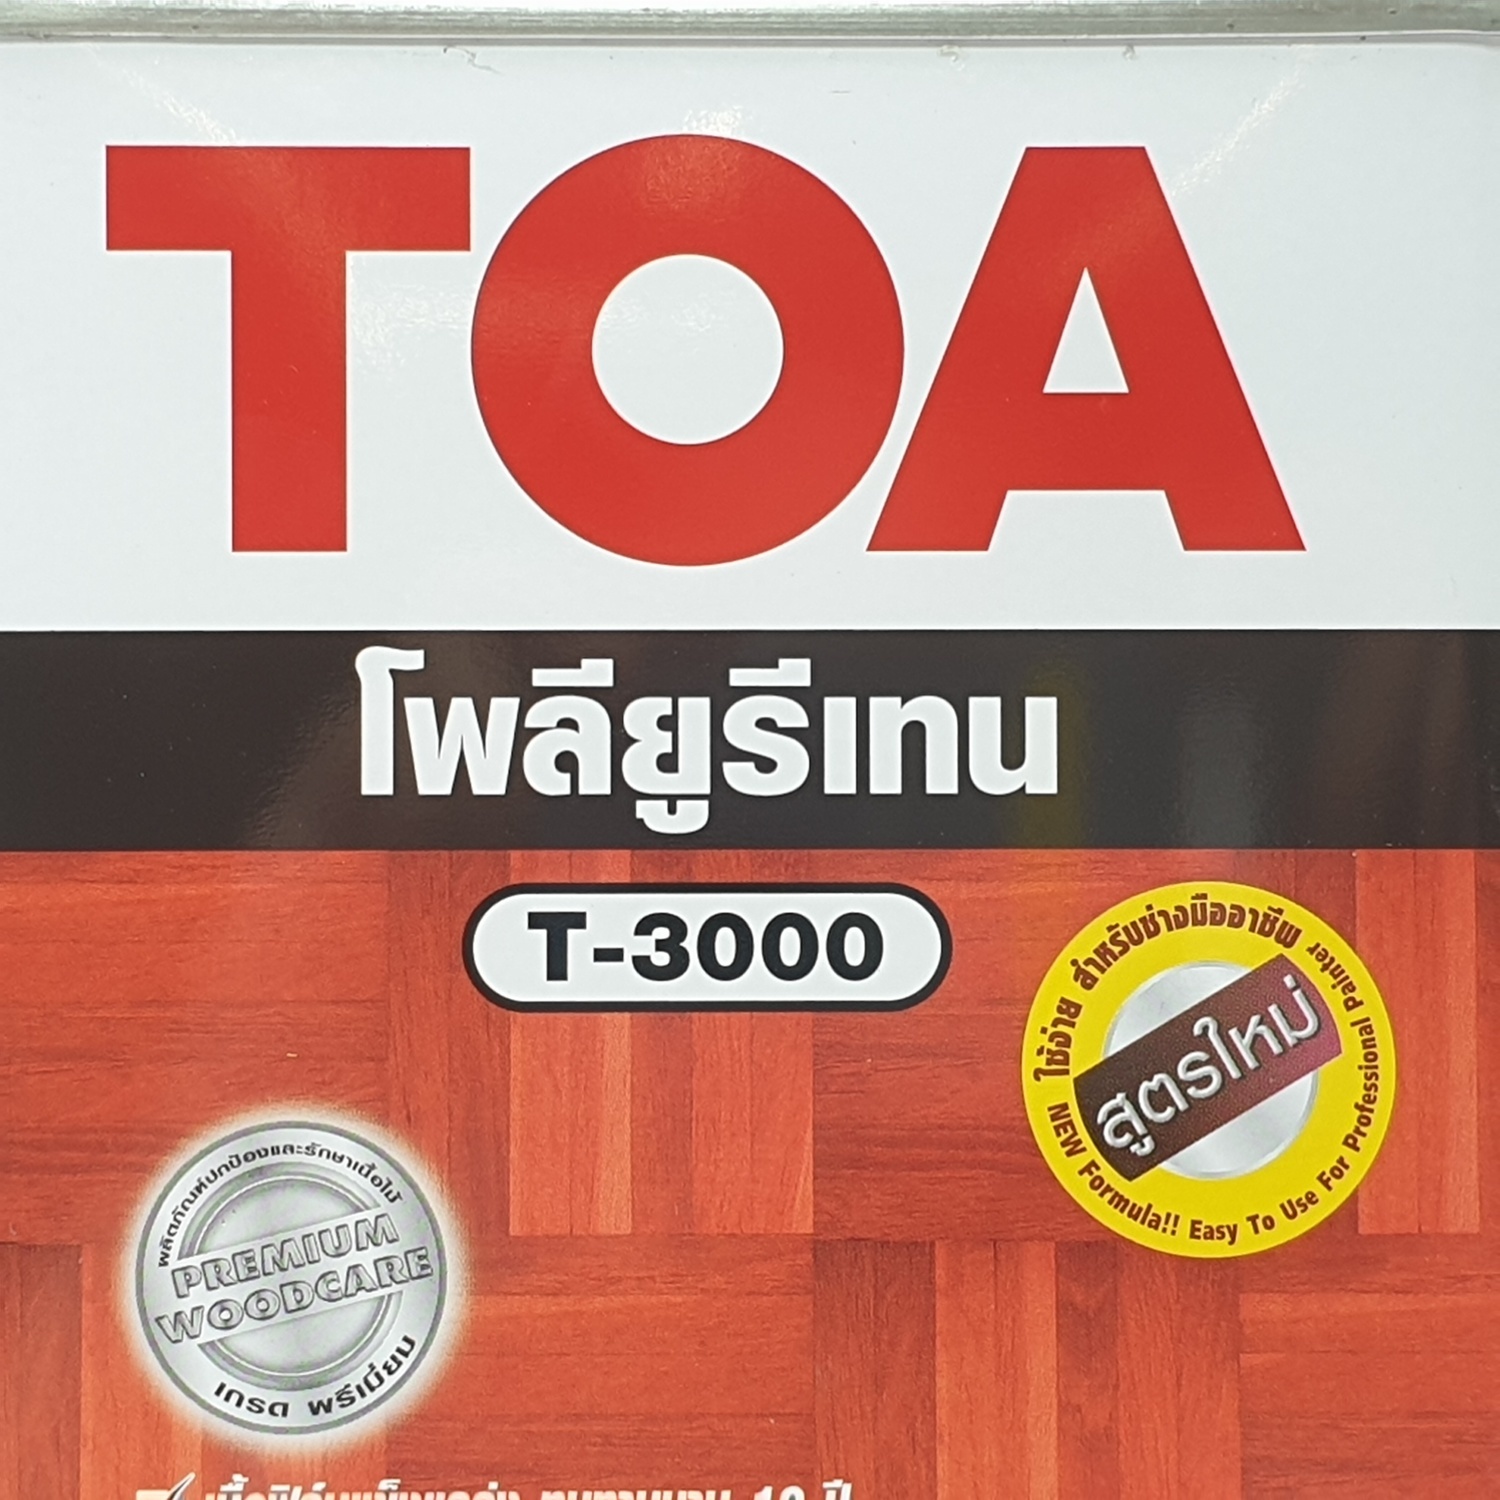 TOA
โพลียูรีเทน
T-3000
ใช้ง่าย สำหรับช่างมืออาชีพ
สูตรใหม่
NEW Formula!! Easy To Use For Professional Painter
ผลิตภัณฑ์ปกป้องและรักษาเนื้อไม้
PREMIUM
WOODCARE
เกรด พรีเมี่ยม